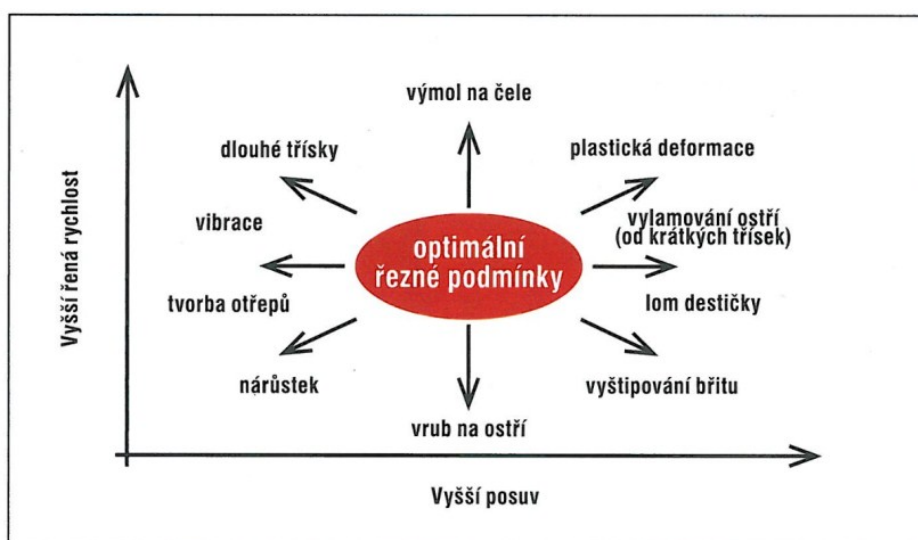 výmol na čele
dlouhé třísky
plastická deformace
vibrace
vylamování ostří
(od krátkých třísek)
optimální
řezné podmínky
tvorba otřepů
lom destičky
nárůstek
vyštipování břitu
vrub na ostří
Vyšší řená rychlost
Vyšší posuv